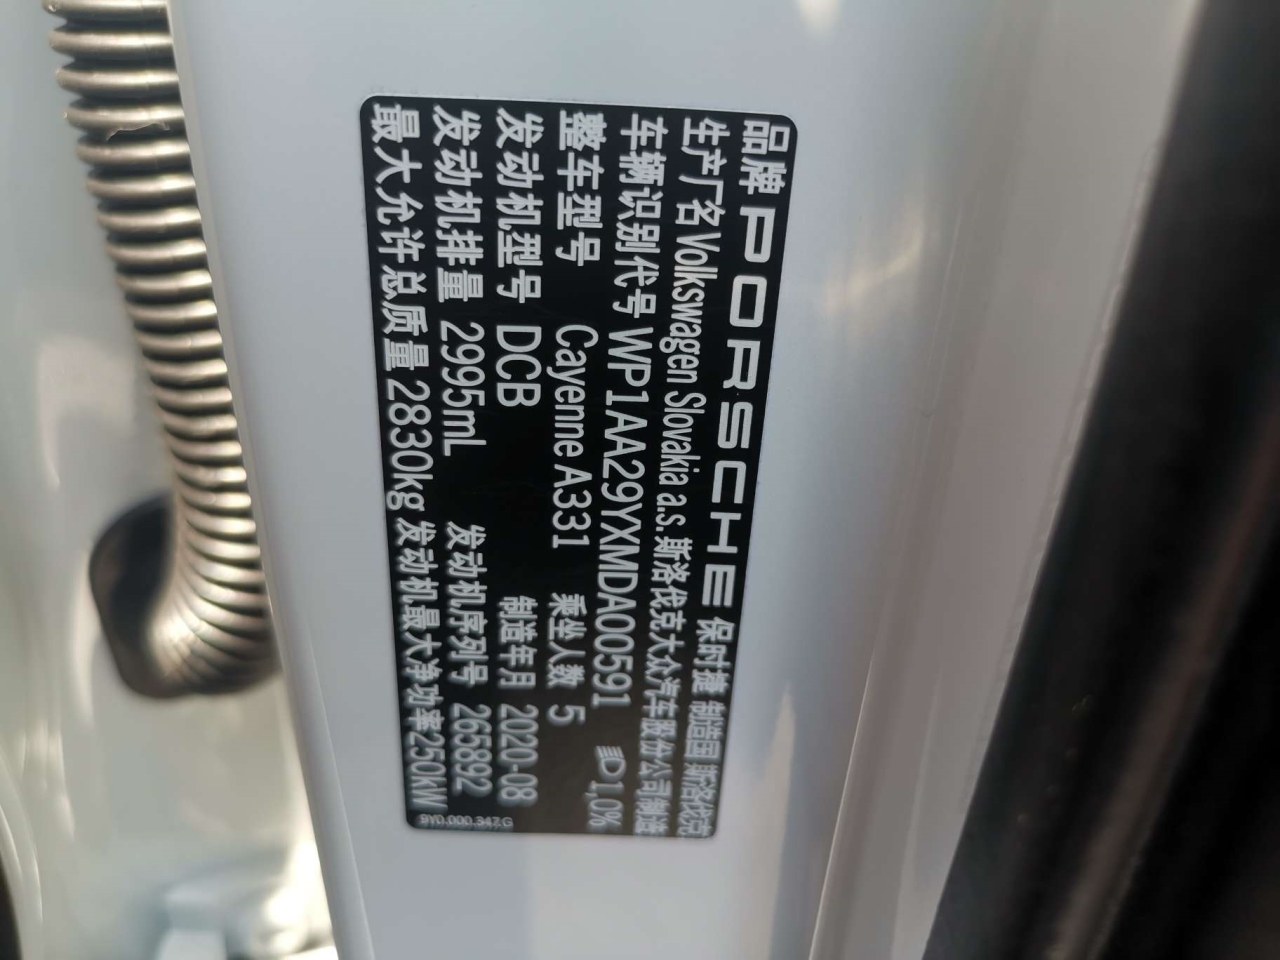 品牌 PORSCHE 保时捷 制造国 斯洛伐克
生产厂名 Volkswagen Slovakia a.s. 斯洛伐克大众汽车股份公司制造
车辆识别代号 WP1AA29YXMDA00591 1,0%
整车型号 Cayenne A331 乘坐人数 5
发动机型号 DCB 制造年月 2020-08
发动机排量 2995mL 发动机序列号 265892
最大允许总质量 2830kg 发动机最大净功率 250kW
9Y0.000.347.G